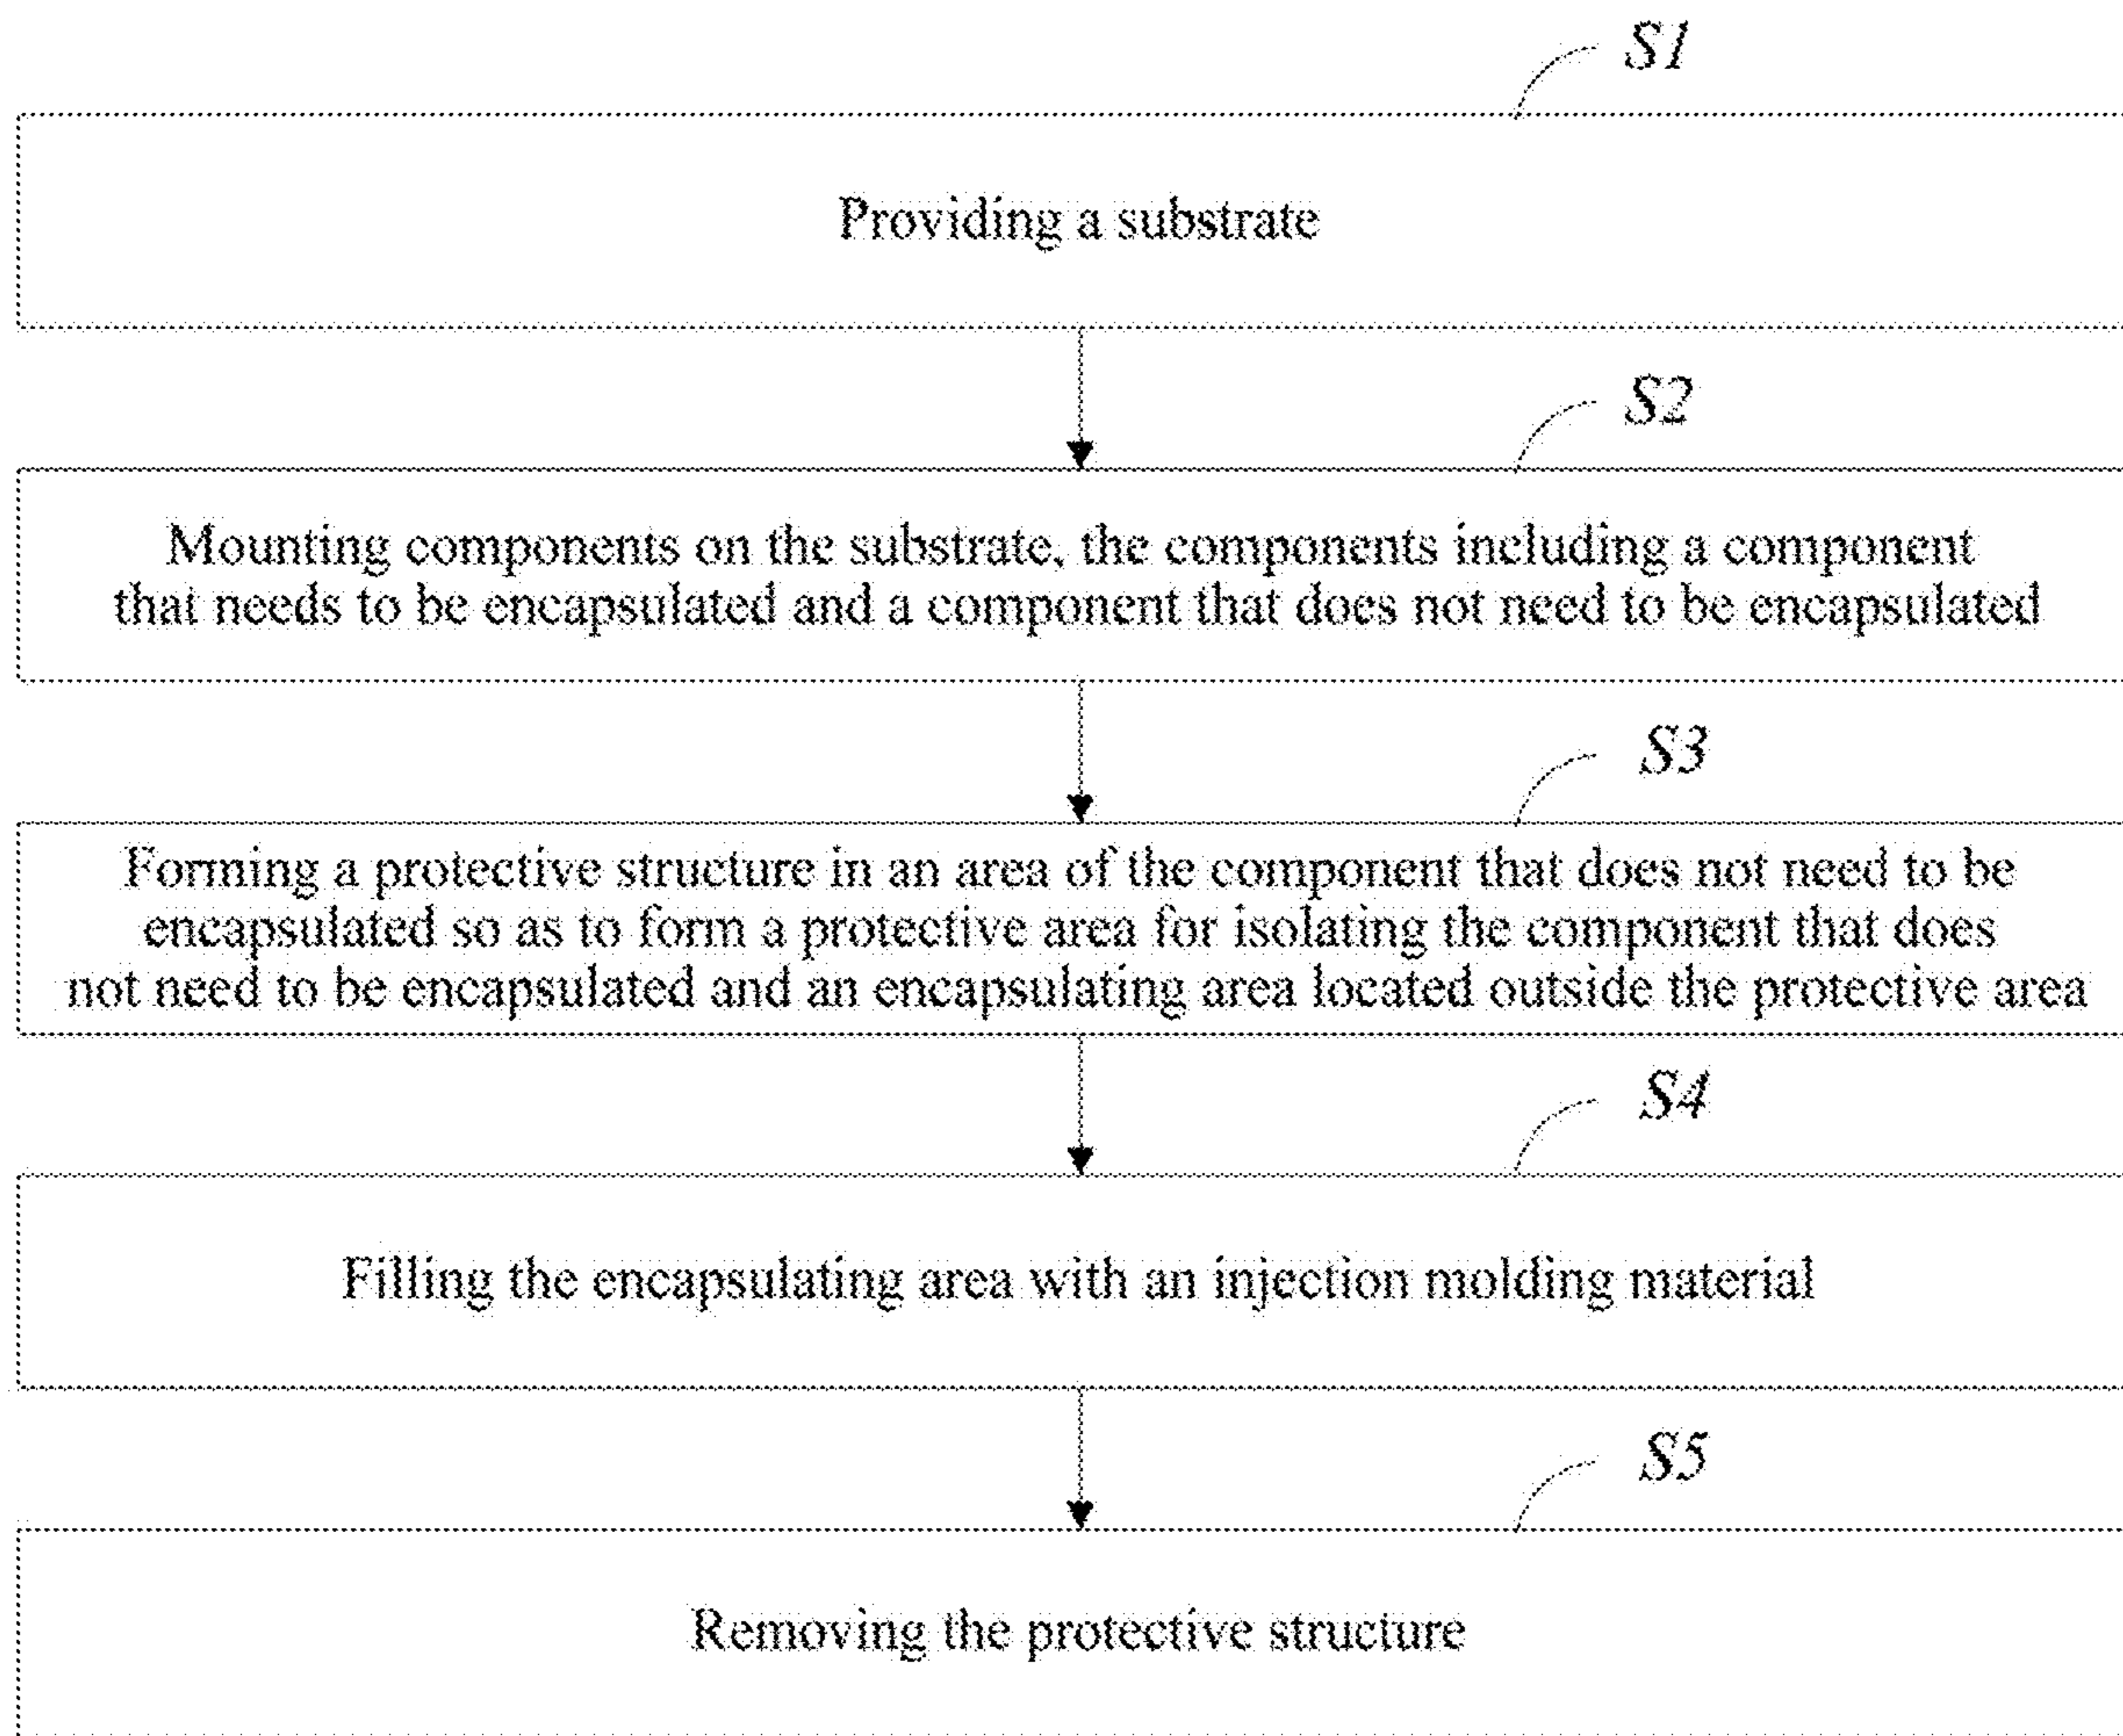 S1
Providing a substrate
S2
Mounting components on the substrate, the components including a component
that needs to be encapsulated and a component that does not need to be encapsulated
S3
Forming a protective structure in an area of the component that does not need to be
encapsulated so as to form a protective area for isolating the component that does
not need to be encapsulated and an encapsulating area located outside the protective area
S4
Filling the encapsulating area with an injection molding material
S5
Removing the protective structure